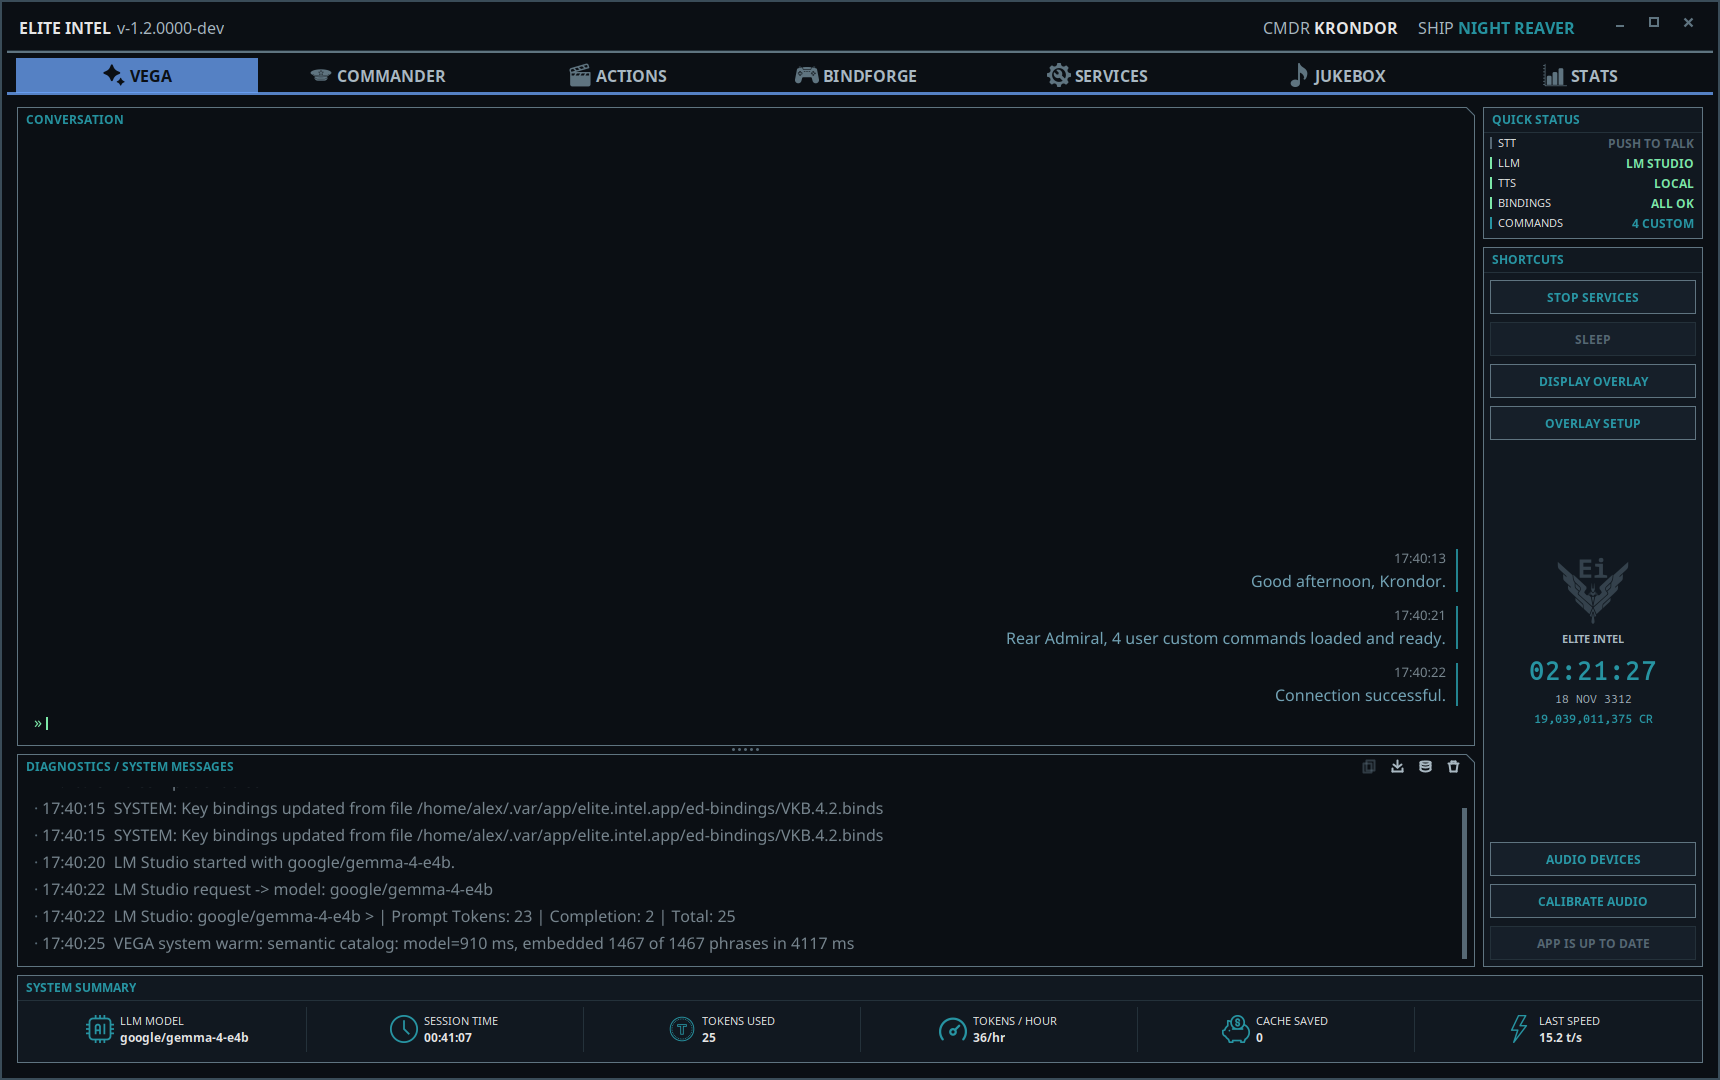 ELITE INTEL v-1.2.0000-dev
CMDR KRONDOR SHIP NIGHT REAVER
VEGA
COMMANDER
ACTIONS
BINDFORGE
SERVICES
JUKEBOX
STATS
CONVERSATION
17:40:13
Good afternoon, Krondor.
17:40:21
Rear Admiral, 4 user custom commands loaded and ready.
17:40:22
Connection successful.
»
DIAGNOSTICS / SYSTEM MESSAGES
· 17:40:15 SYSTEM: Key bindings updated from file /home/alex/.var/app/elite.intel.app/ed-bindings/VKB.4.2.binds
· 17:40:15 SYSTEM: Key bindings updated from file /home/alex/.var/app/elite.intel.app/ed-bindings/VKB.4.2.binds
· 17:40:20 LM Studio started with google/gemma-4-e4b.
· 17:40:22 LM Studio request -> model: google/gemma-4-e4b
· 17:40:22 LM Studio: google/gemma-4-e4b > | Prompt Tokens: 23 | Completion: 2 | Total: 25
· 17:40:25 VEGA system warm: semantic catalog: model=910 ms, embedded 1467 of 1467 phrases in 4117 ms
QUICK STATUS
STT PUSH TO TALK
LLM LM STUDIO
TTS LOCAL
BINDINGS ALL OK
COMMANDS 4 CUSTOM
SHORTCUTS
STOP SERVICES
SLEEP
DISPLAY OVERLAY
OVERLAY SETUP
Ei
ELITE INTEL
02:21:27
18 NOV 3312
19,039,011,375 CR
AUDIO DEVICES
CALIBRATE AUDIO
APP IS UP TO DATE
SYSTEM SUMMARY
AI
LLM MODEL
google/gemma-4-e4b
SESSION TIME
00:41:07
T
TOKENS USED
25
TOKENS / HOUR
36/hr
CACHE SAVED
0
LAST SPEED
15.2 t/s